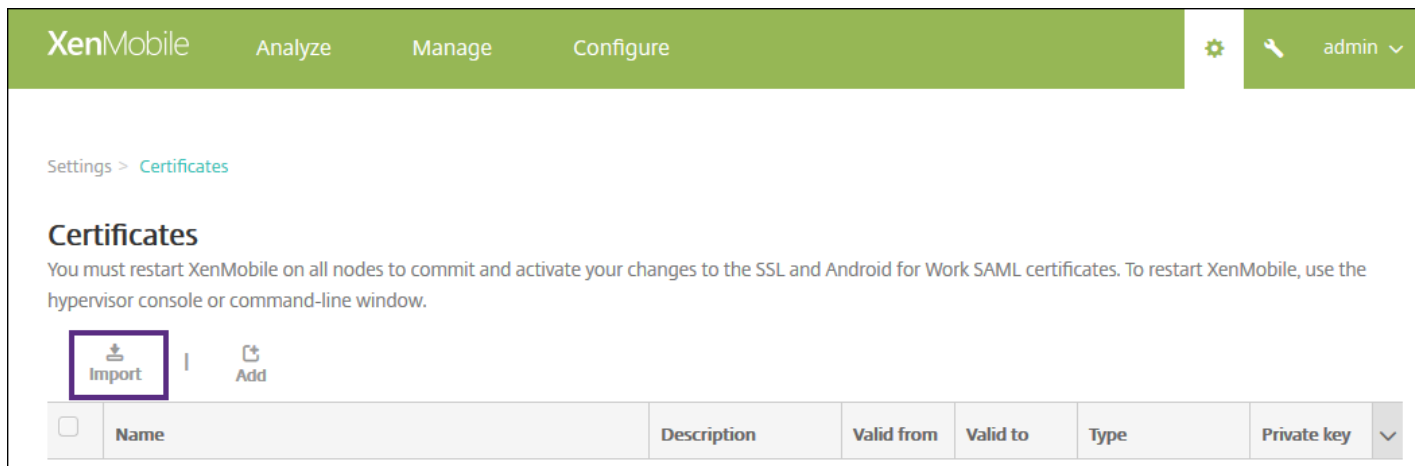 XenMobile Analyze Manage Configure admin
Settings > Certificates
Certificates
You must restart XenMobile on all nodes to commit and activate your changes to the SSL and Android for Work SAML certificates. To restart XenMobile, use the
hypervisor console or command-line window.
Import | Add
Name Description Valid from Valid to Type Private key